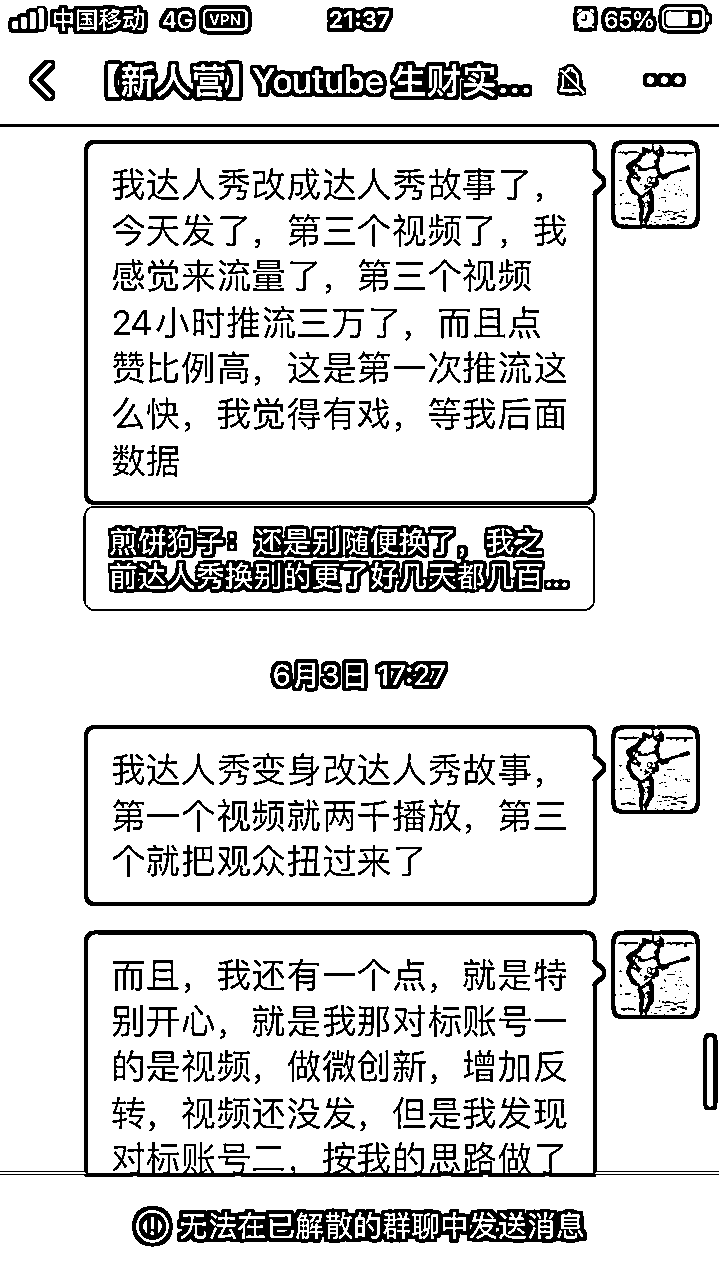 中国移动 4G VPN 21:37 65%
【新人营】Youtube 生财实...
我达人秀改成达人秀故事了，
今天发了，第三个视频了，我
感觉来流量了，第三个视频
24小时推流三万了，而且点
赞比例高，这是第一次推流这
么快，我觉得有戏，等我后面
数据
煎饼狗子：还是别随便换了，我之
前达人秀换别的更了好几天都几百...
6月3日 17:27
我达人秀变身改达人秀故事，
第一个视频就两千播放，第三
个就把观众扭过来了
而且，我还有一个点，就是特
别开心，就是我那对标账号一
的是视频，做微创新，增加反
转，视频还没发，但是我发现
对标账号二，按我的思路做了
无法在已解散的群聊中发送消息